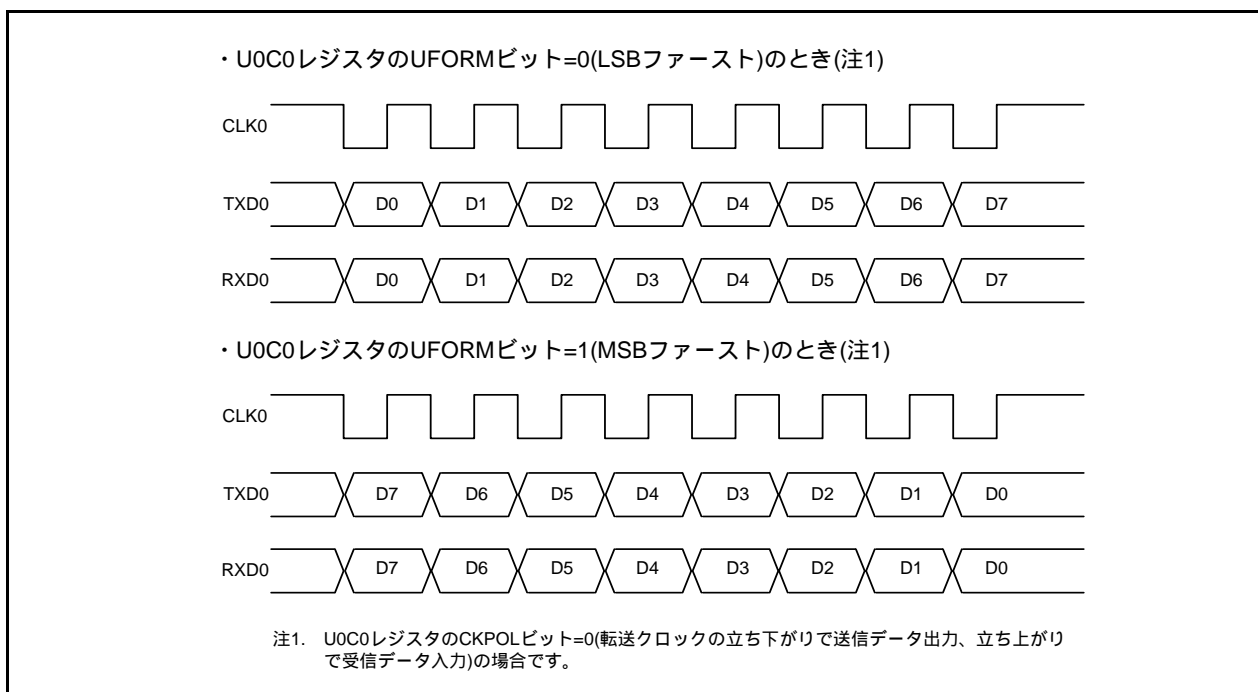 ・U0C0レジスタのUFORMビット=0(LSBファースト)のとき(注1)
CLK0
TXD0 D0 D1 D2 D3 D4 D5 D6 D7
RXD0 D0 D1 D2 D3 D4 D5 D6 D7
・U0C0レジスタのUFORMビット=1(MSBファースト)のとき(注1)
CLK0
TXD0 D7 D6 D5 D4 D3 D2 D1 D0
RXD0 D7 D6 D5 D4 D3 D2 D1 D0
注1. U0C0レジスタのCKPOLビット=0(転送クロックの立ち下がりで送信データ出力、立ち上がり
で受信データ入力)の場合です。